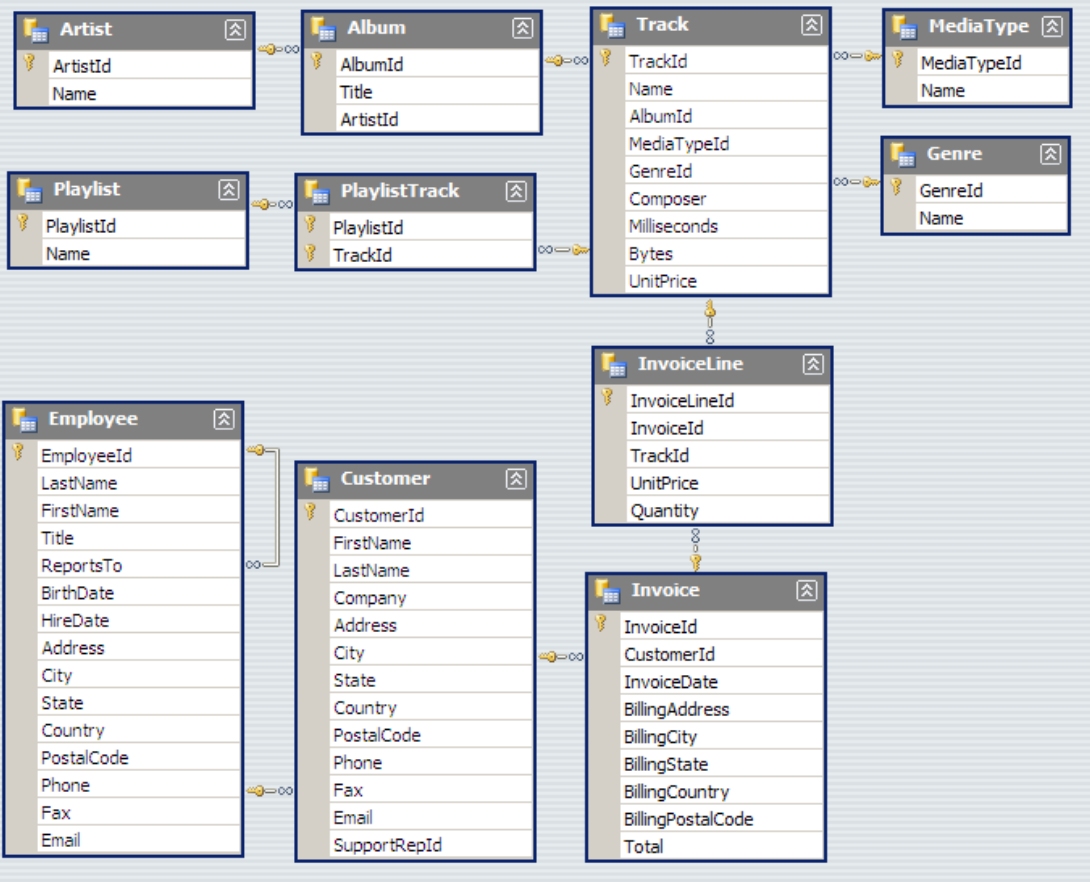 Artist
ArtistId
Name
Album
AlbumId
Title
ArtistId
Track
TrackId
Name
AlbumId
MediaTypeId
GenreId
Composer
Milliseconds
Bytes
UnitPrice
MediaType
MediaTypeId
Name
Genre
GenreId
Name
Playlist
PlaylistId
Name
PlaylistTrack
PlaylistId
TrackId
InvoiceLine
InvoiceLineId
InvoiceId
TrackId
UnitPrice
Quantity
Employee
EmployeeId
LastName
FirstName
Title
ReportsTo
BirthDate
HireDate
Address
City
State
Country
PostalCode
Phone
Fax
Email
Customer
CustomerId
FirstName
LastName
Company
Address
City
State
Country
PostalCode
Phone
Fax
Email
SupportRepId
Invoice
InvoiceId
CustomerId
InvoiceDate
BillingAddress
BillingCity
BillingState
BillingCountry
BillingPostalCode
Total